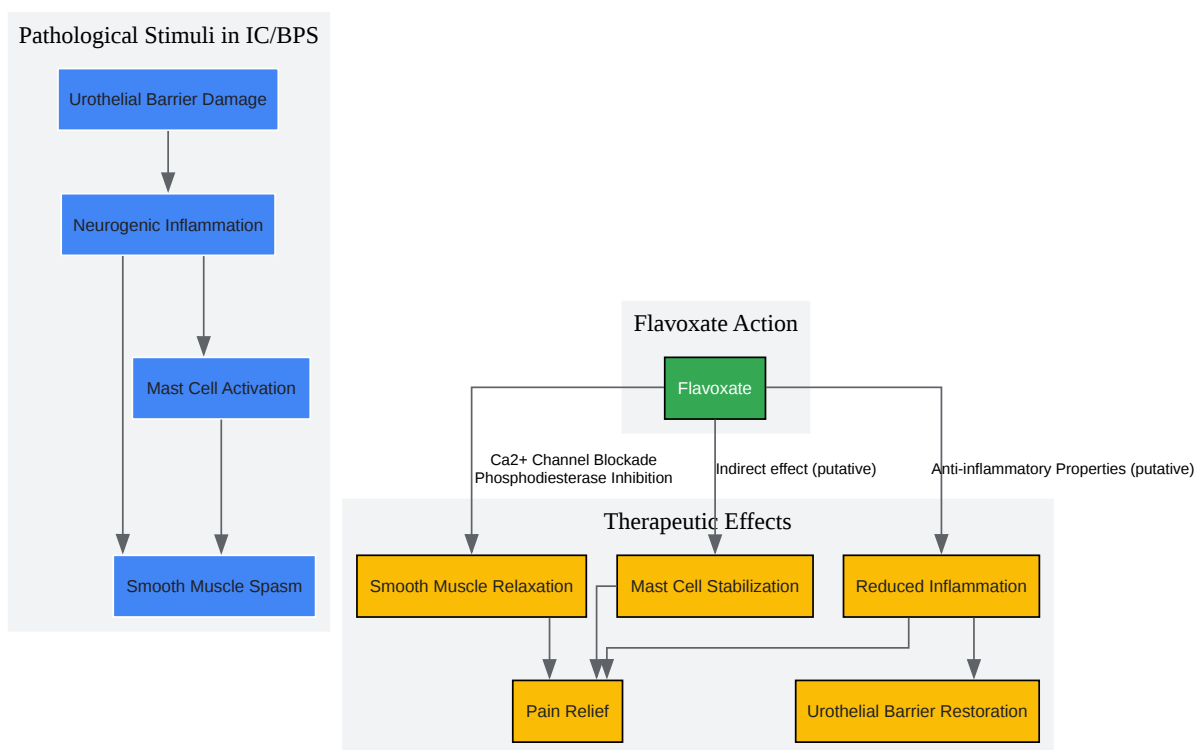 Pathological Stimuli in IC/BPS
Urothelial Barrier Damage
Neurogenic Inflammation
Mast Cell Activation
Smooth Muscle Spasm
Flavoxate Action
Flavoxate
Ca2+ Channel Blockade
Phosphodiesterase Inhibition
Indirect effect (putative)
Anti-inflammatory Properties (putative)
Therapeutic Effects
Smooth Muscle Relaxation
Mast Cell Stabilization
Reduced Inflammation
Pain Relief
Urothelial Barrier Restoration